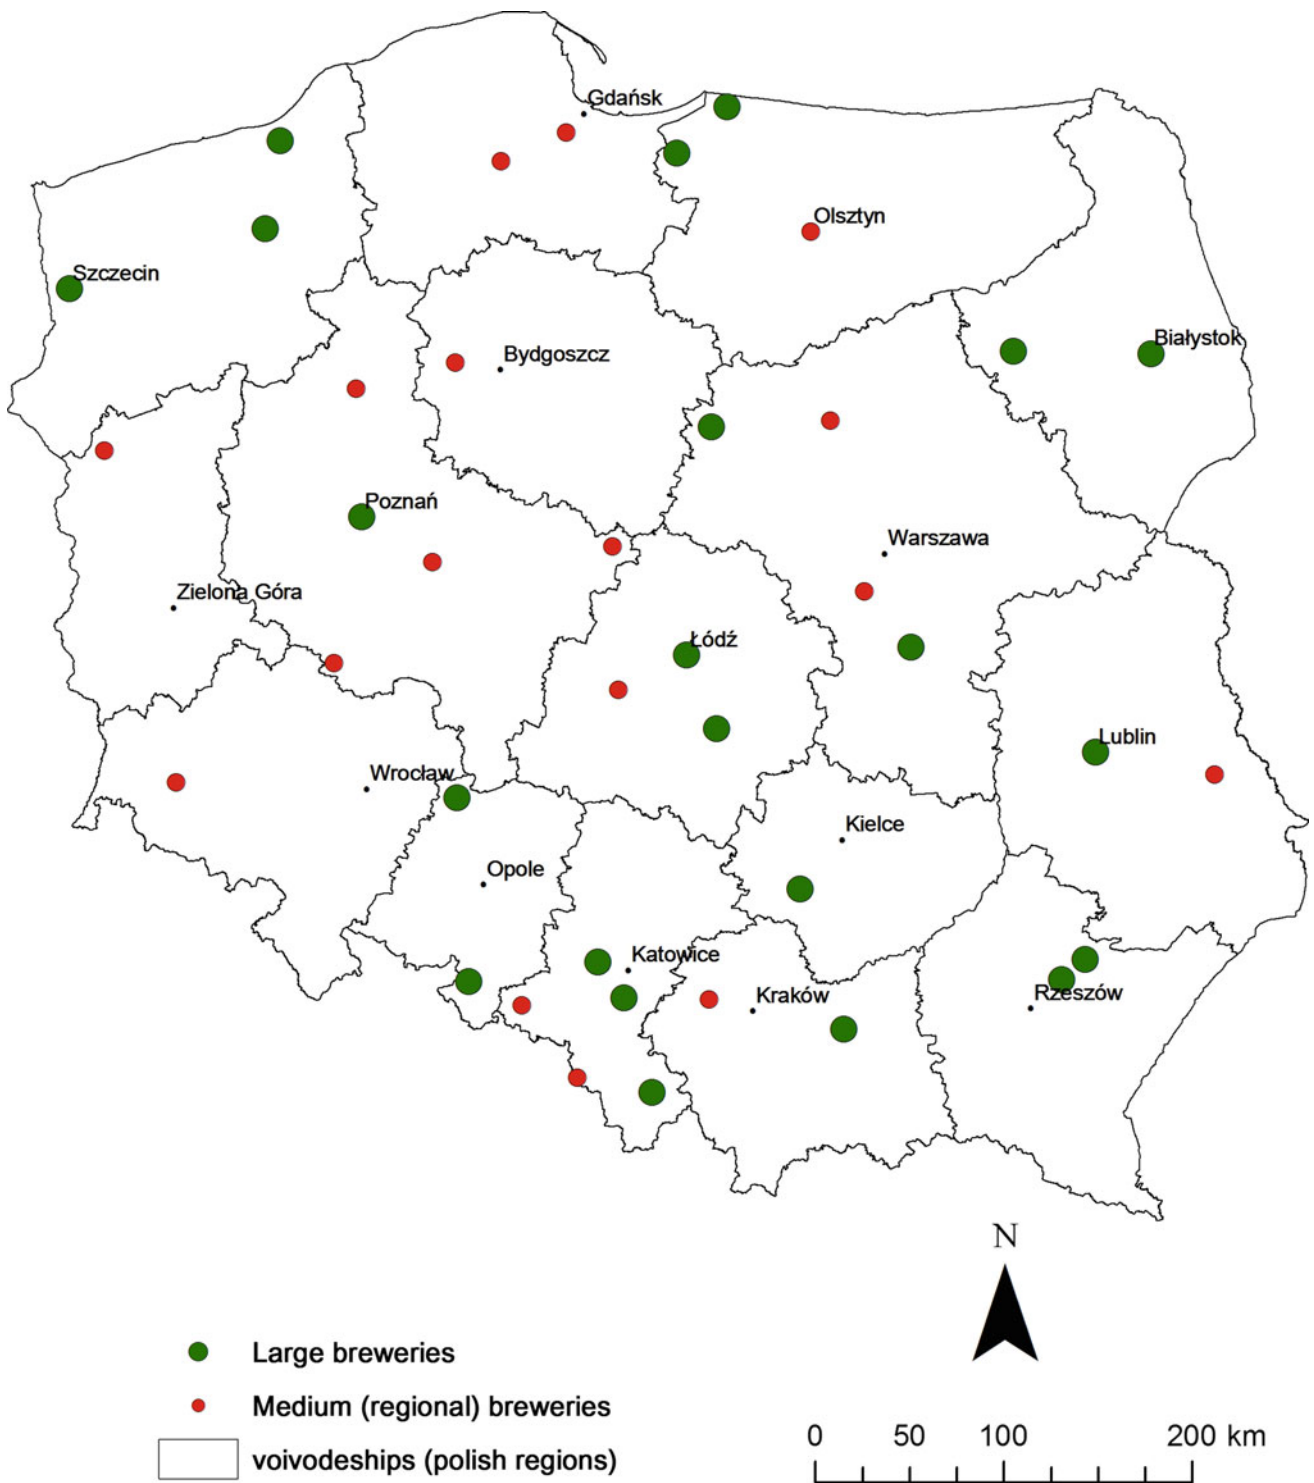 Gdańsk
Olsztyn
Szczecin
Białystok
Bydgoszcz
Poznań
Warszawa
Zielona Góra
Łódź
Lublin
Wrocław
Kielce
Opole
Katowice
Kraków
Rzeszów
N
Large breweries
Medium (regional) breweries
voivodeships (polish regions)
0 50 100 200 km